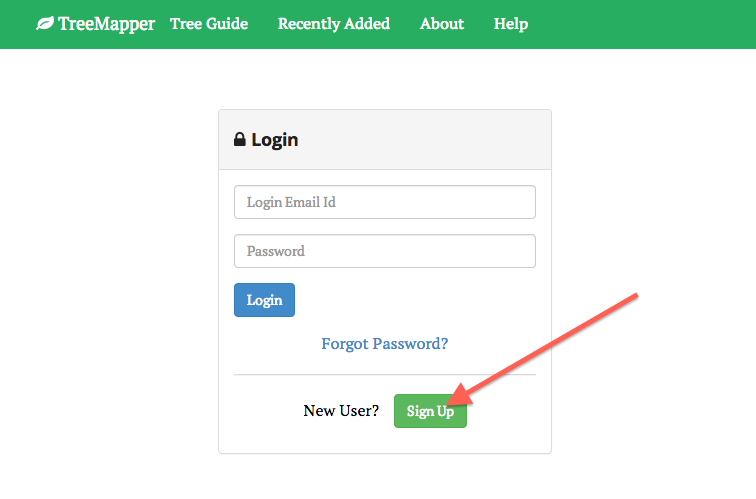 TreeMapper Tree Guide Recently Added About Help
Login
Login Email Id
Password
Login
Forgot Password?
New User? Sign Up